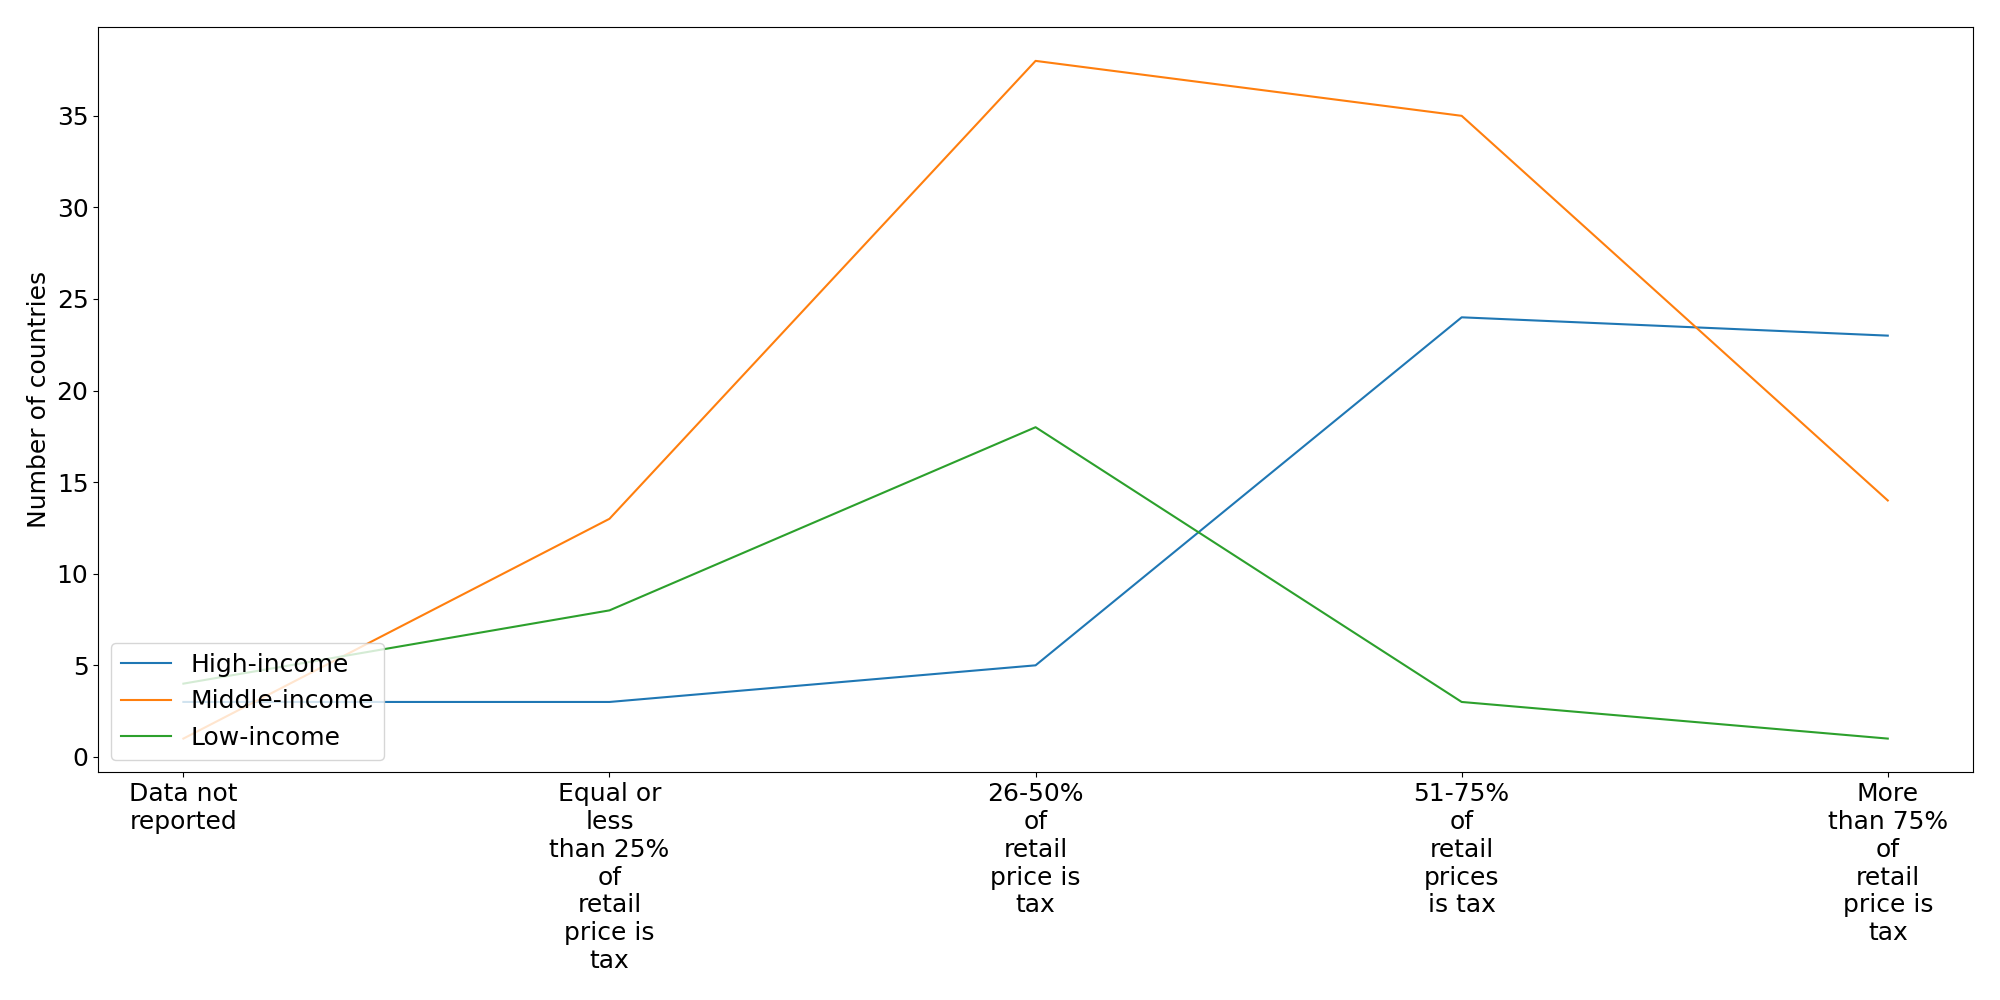 Number of countries
35
30
25
20
15
10
5
0
High-income
Middle-income
Low-income
Data not
reported
Equal or
less
than 25%
of
retail
price is
tax
26-50%
of
retail
price is
tax
51-75%
of
retail
prices
is tax
More
than 75%
of
retail
price is
tax